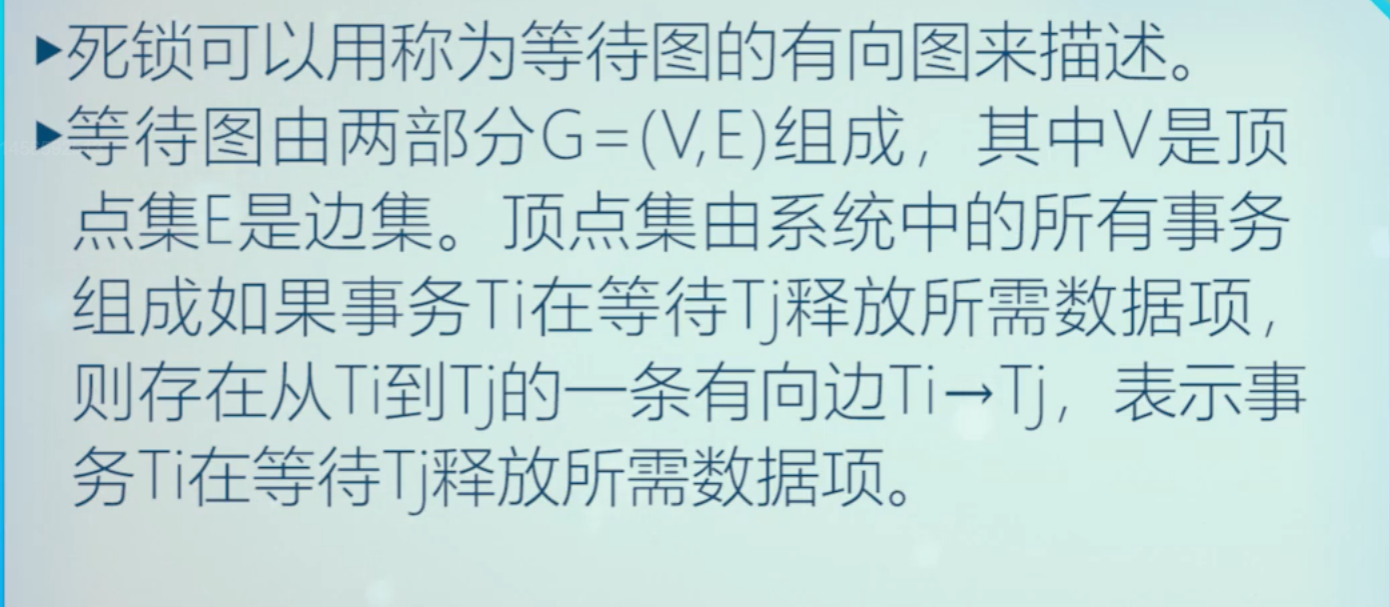 ▶死锁可以用称为等待图的有向图来描述。
▶等待图由两部分G=(V,E)组成，其中V是顶
点集E是边集。顶点集由系统中的所有事务
组成如果事务Ti在等待Tj释放所需数据项，
则存在从Ti到Tj的一条有向边Ti→Tj，表示事
务Ti在等待Tj释放所需数据项。